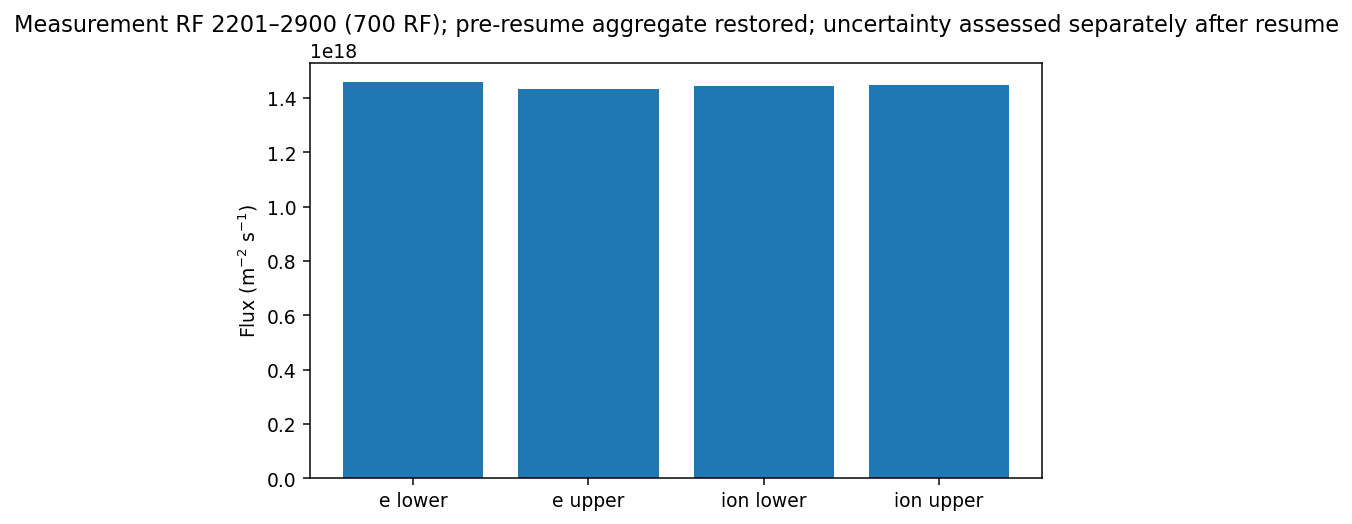 Measurement RF 2201–2900 (700 RF); pre-resume aggregate restored; uncertainty assessed separately after resume
1e18
Flux (m⁻² s⁻¹)
1.4
1.2
1.0
0.8
0.6
0.4
0.2
0.0
e lower
e upper
ion lower
ion upper